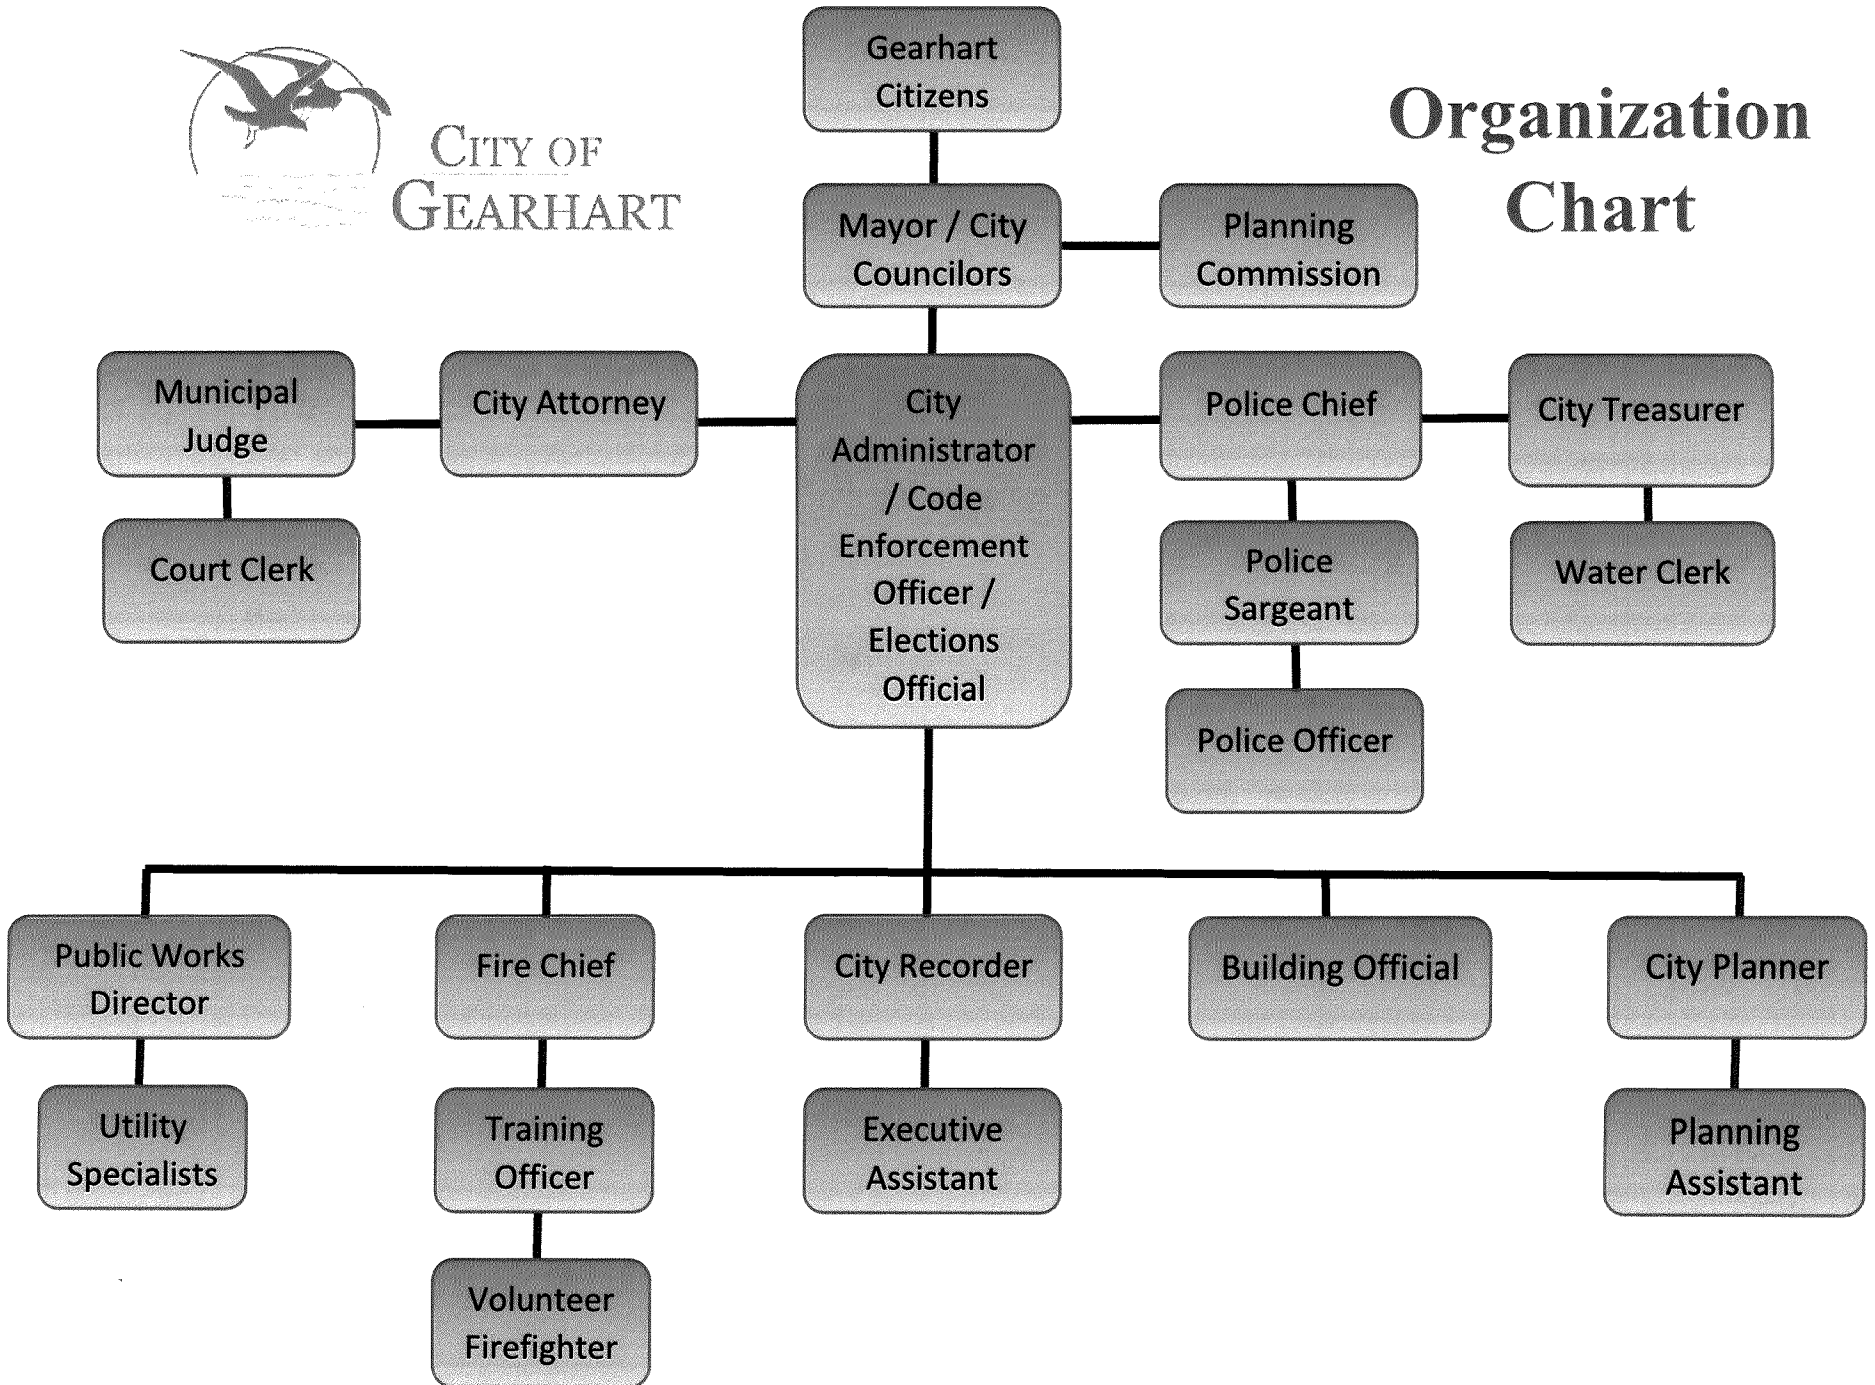 Gearhart
Citizens
CITY OF
GEARHART
Organization
Chart
Mayor / City
Councilors
Planning
Commission
Municipal
Judge
City Attorney
City
Administrator
/ Code
Enforcement
Officer /
Elections
Official
Police Chief
City Treasurer
Court Clerk
Police
Sargeant
Water Clerk
Police Officer
Public Works
Director
Fire Chief
City Recorder
Building Official
City Planner
Utility
Specialists
Training
Officer
Executive
Assistant
Planning
Assistant
Volunteer
Firefighter